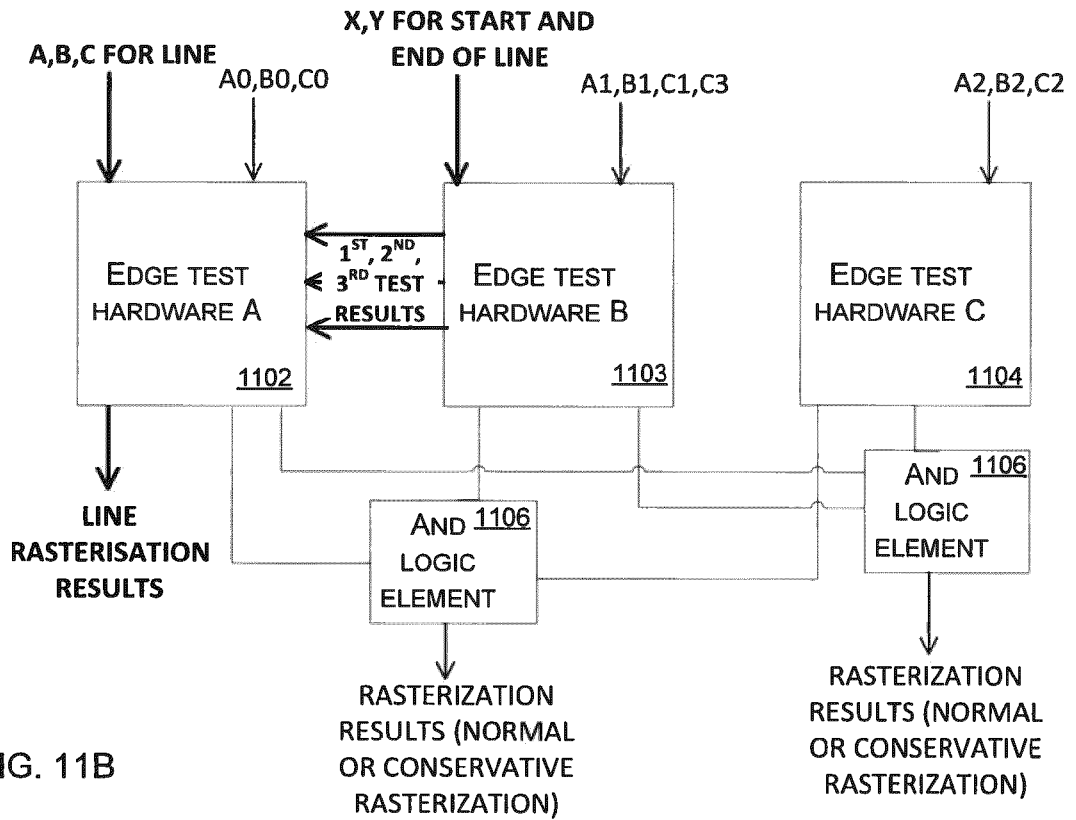 X,Y FOR START AND
END OF LINE
A,B,C FOR LINE
A0,B0,C0
A1,B1,C1,C3
A2,B2,C2
EDGE TEST
HARDWARE A
1102
1ST, 2ND,
3RD TEST
RESULTS
EDGE TEST
HARDWARE B
1103
EDGE TEST
HARDWARE C
1104
LINE
RASTERISATION
RESULTS
AND 1106
LOGIC
ELEMENT
AND 1106
LOGIC
ELEMENT
RASTERIZATION
RESULTS (NORMAL
OR CONSERVATIVE
RASTERIZATION)
RASTERIZATION
RESULTS (NORMAL
OR CONSERVATIVE
RASTERIZATION)
IG. 11B